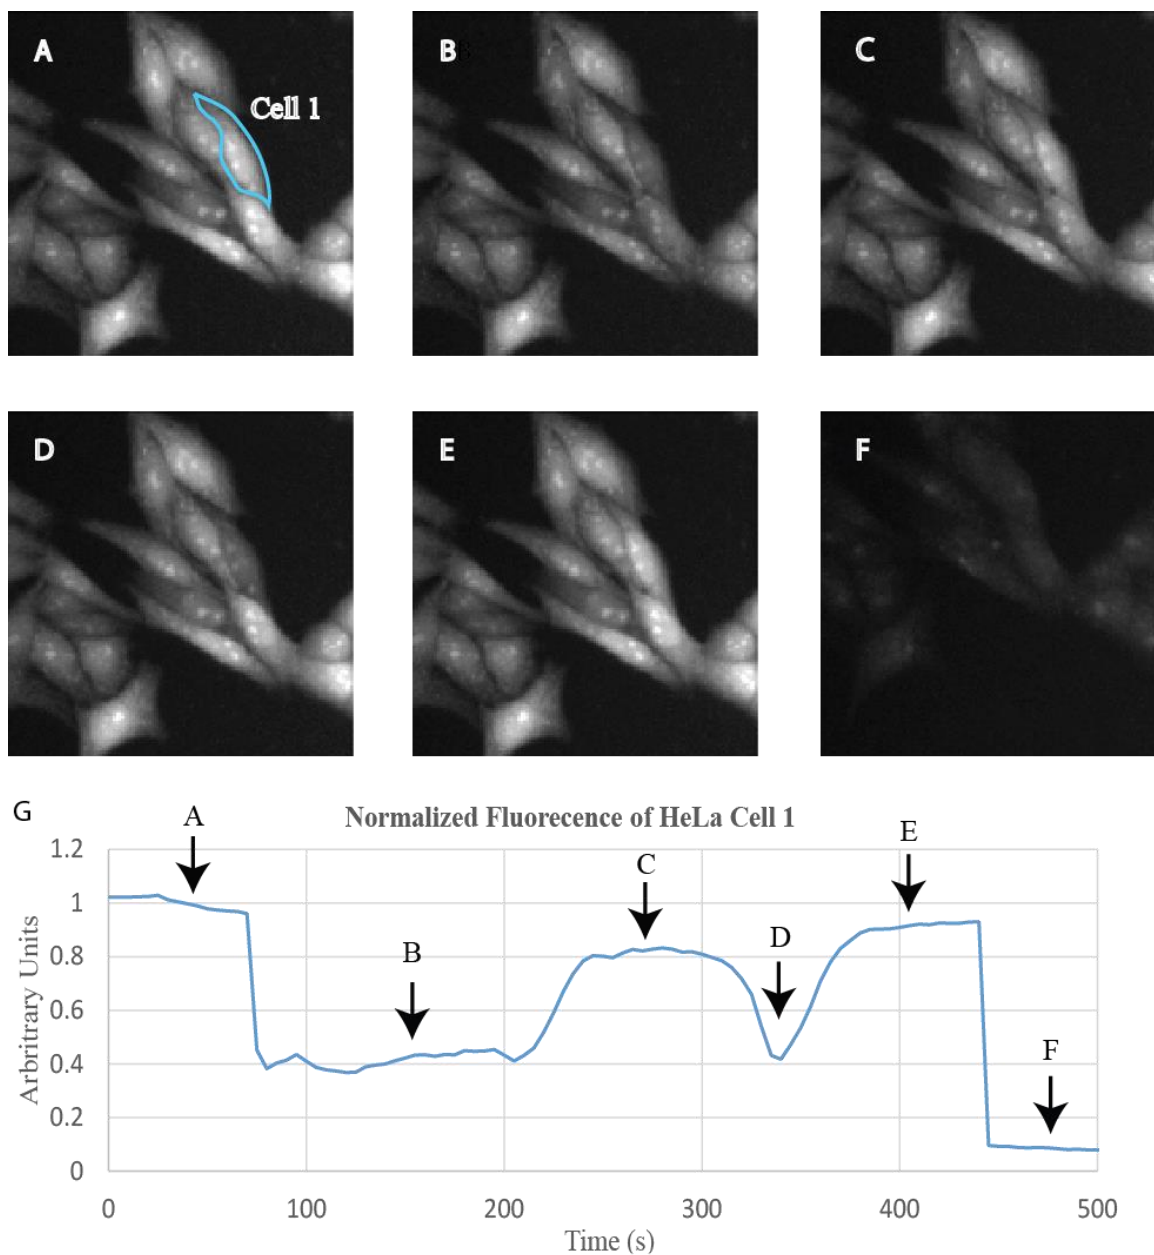 A
Cell 1
B
C
D
E
F
G
Normalized Fluorecence of HeLa Cell 1
A
B
C
D
E
F
Arbritrary Units
1.2
1
0.8
0.6
0.4
0.2
0
0 100 200 300 400 500
Time (s)